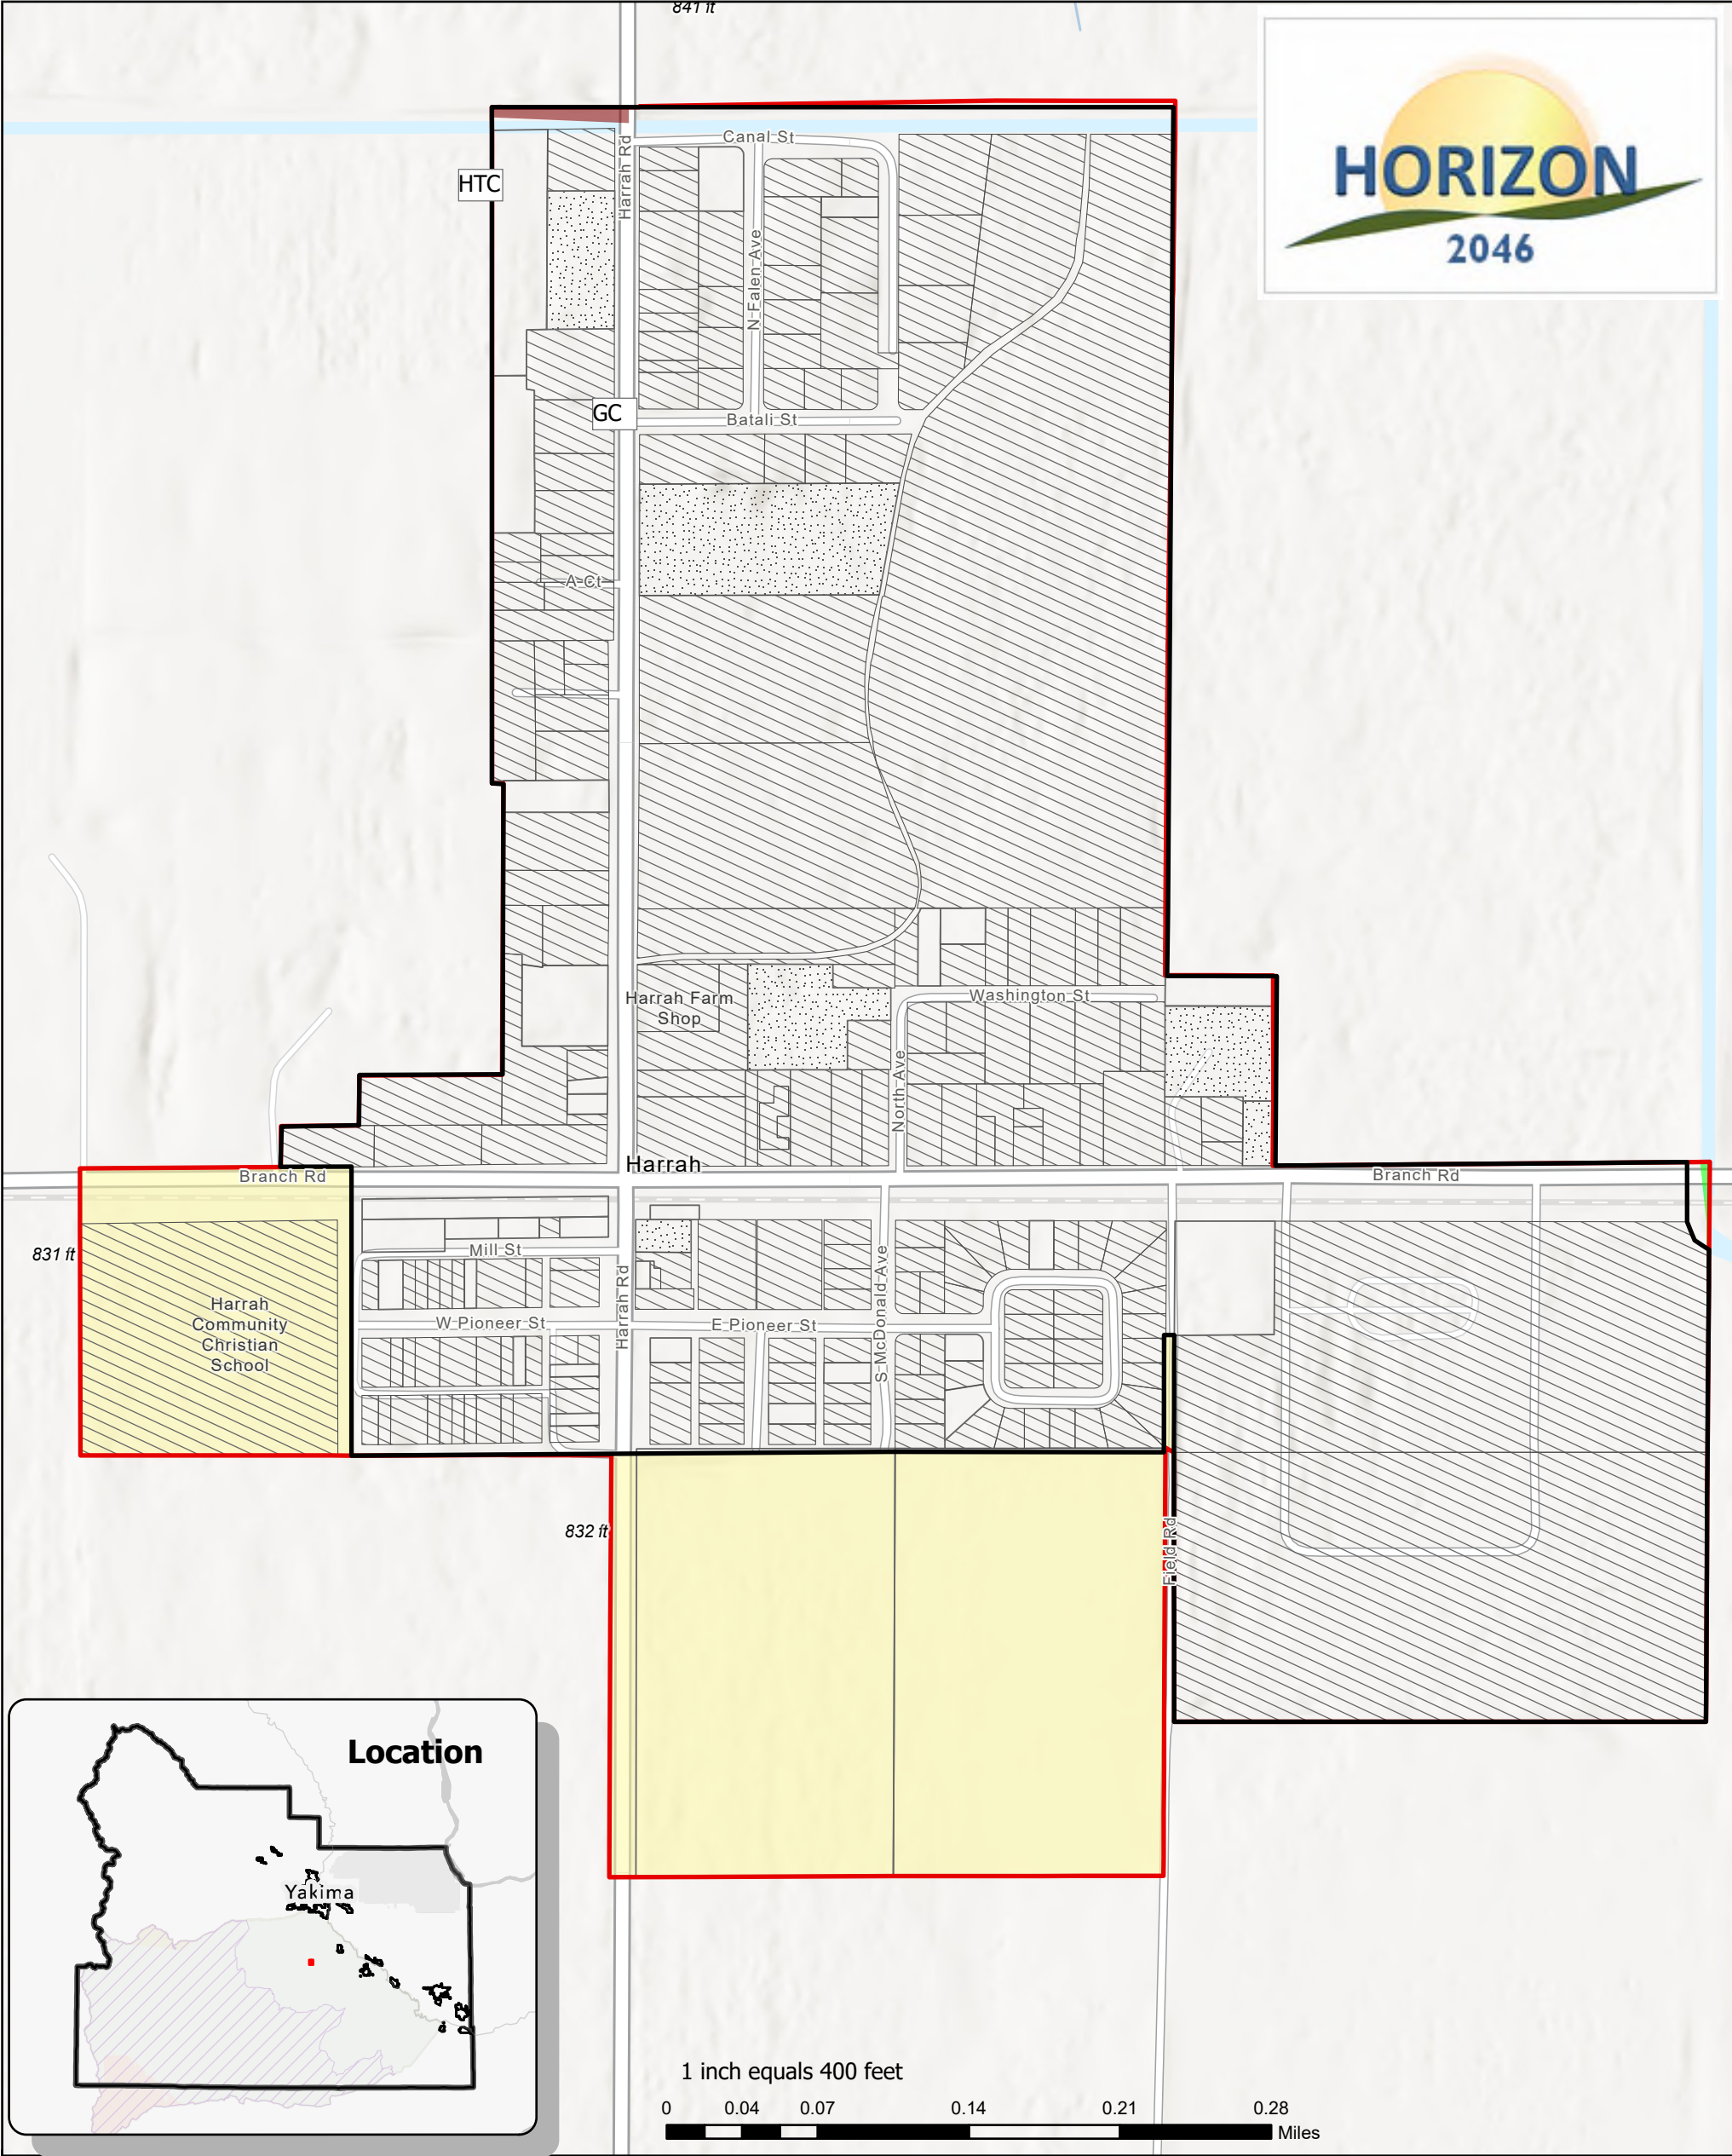 841 ft
HORIZON
2046
Canal St
HTC
Harrah Rd
N Falen Ave
GC
Batali St
A Ct
Harrah Farm
Shop
Washington St
North Ave
Harrah
Branch Rd
Branch Rd
831 ft
Mill St
Harrah
Community
Christian
School
W Pioneer St
Harrah Rd
E Pioneer St
S McDonald Ave
832 ft
Field Rd
Location
Yakima
1 inch equals 400 feet
0 0.04 0.07 0.14 0.21 0.28
Miles